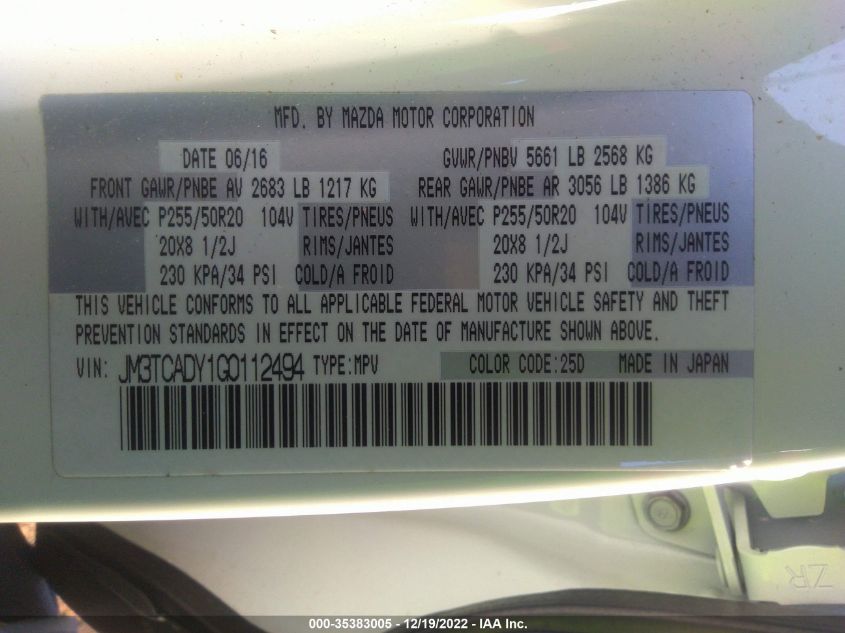 MFD. BY MAZDA MOTOR CORPORATION
DATE 06/16 GVWR/PNBV 5661 LB 2568 KG
FRONT GAWR/PNBE AV 2683 LB 1217 KG REAR GAWR/PNBE AR 3056 LB 1386 KG
WITH/AVEC P255/50R20 104V TIRES/PNEUS WITH/AVEC P255/50R20 104V TIRES/PNEUS
20X8 1/2J RIMS/JANTES 20X8 1/2J RIMS/JANTES
230 KPA/34 PSI COLD/A FROID 230 KPA/34 PSI COLD/A FROID
THIS VEHICLE CONFORMS TO ALL APPLICABLE FEDERAL MOTOR VEHICLE SAFETY AND THEFT
PREVENTION STANDARDS IN EFFECT ON THE DATE OF MANUFACTURE SHOWN ABOVE.
VIN: JM3TCADY1G0112494 TYPE:MPV COLOR CODE:25D MADE IN JAPAN
ZR
000-35383005 - 12/19/2022 - IAA Inc.